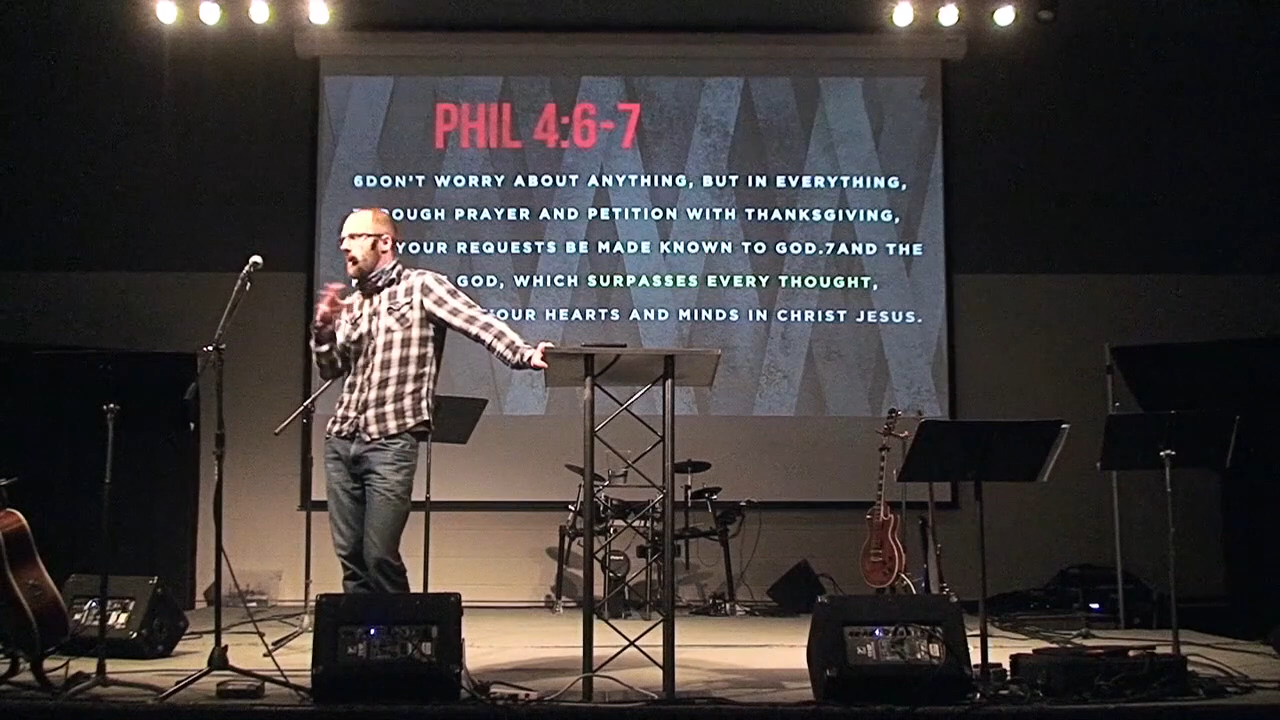 PHIL 4:6-7
6DON'T WORRY ABOUT ANYTHING, BUT IN EVERYTHING,
PRAYER AND PETITION WITH THANKSGIVING,
YOUR REQUESTS BE MADE KNOWN TO GOD.7AND THE
GOD, WHICH SURPASSES EVERY THOUGHT,
YOUR HEARTS AND MINDS IN CHRIST JESUS.